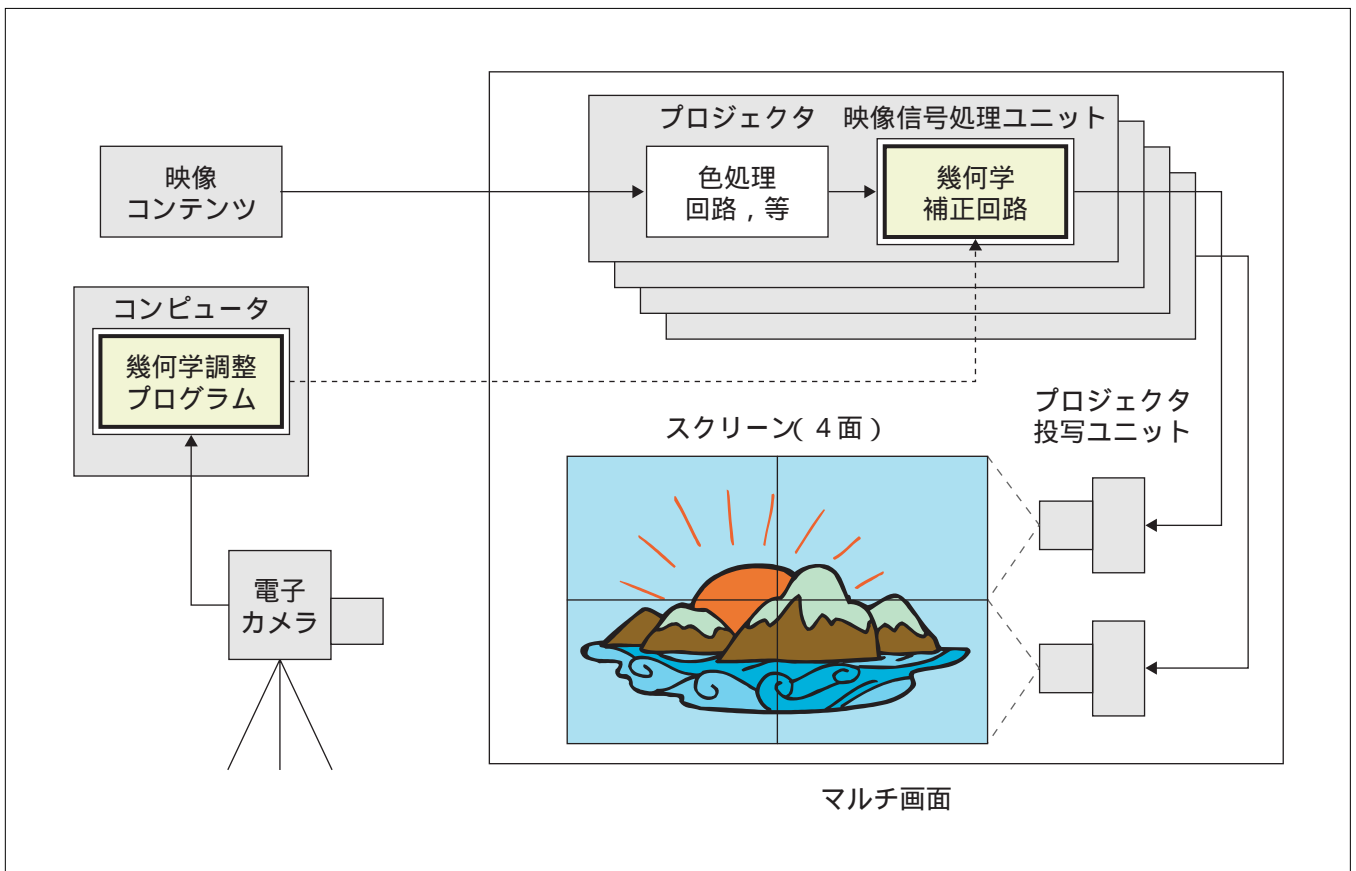 プロジェクタ 映像信号処理ユニット
映像
コンテンツ
色処理
回路,等
幾何学
補正回路
コンピュータ
幾何学調整
プログラム
プロジェクタ
投写ユニット
スクリーン(4面)
電子
カメラ
マルチ画面